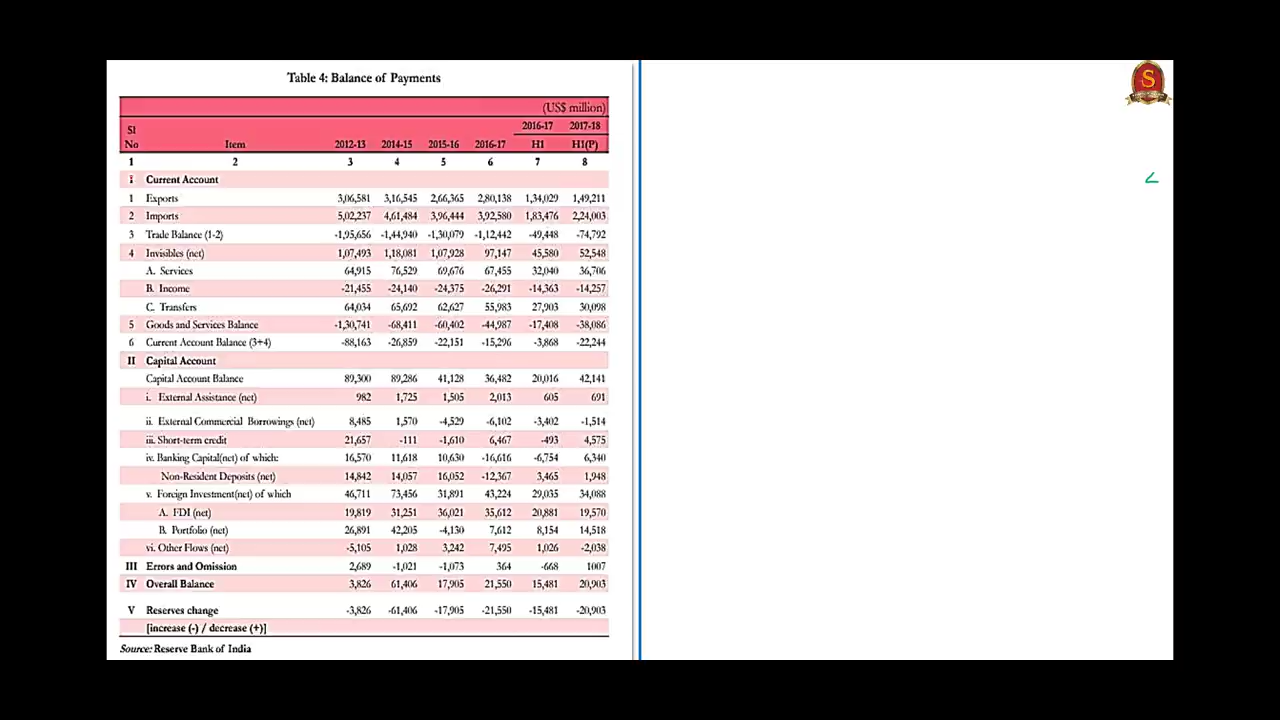 Table 4: Balance of Payments
(US$ million)
2016-17 2017-18
Sl No Item 2012-13 2014-15 2015-16 2016-17 H1 H1(P)
1 2 3 4 5 6 7 8
I Current Account
1 Exports 3,06,581 3,16,545 2,66,365 2,80,138 1,34,029 1,49,211
2 Imports 5,02,237 4,61,484 3,96,444 3,92,580 1,83,476 2,24,003
3 Trade Balance (1-2) -1,95,656 -1,44,940 -1,30,079 -1,12,442 -49,448 -74,792
4 Invisibles (net) 1,07,493 1,18,081 1,07,928 97,147 45,580 52,548
A. Services 64,915 76,529 69,676 67,455 32,040 36,706
B. Income -21,455 -24,140 -24,375 -26,291 -14,363 -14,257
C. Transfers 64,034 65,692 62,627 55,983 27,903 30,098
5 Goods and Services Balance -1,30,741 -68,411 -60,402 -44,987 -17,408 -38,086
6 Current Account Balance (3+4) -88,163 -26,859 -22,151 -15,296 -3,868 -22,244
II Capital Account
Capital Account Balance 89,300 89,286 41,128 36,482 20,016 42,141
i. External Assistance (net) 982 1,725 1,505 2,013 605 691
ii. External Commercial Borrowings (net) 8,485 1,570 -4,529 -6,102 -3,402 -1,514
iii. Short-term credit 21,657 -111 -1,610 6,467 -493 4,575
iv. Banking Capital(net) of which: 16,570 11,618 10,630 -16,616 -6,754 6,340
Non-Resident Deposits (net) 14,842 14,057 16,052 -12,367 3,465 1,948
v. Foreign Investment(net) of which 46,711 73,456 31,891 43,224 29,035 34,088
A. FDI (net) 19,819 31,251 36,021 35,612 20,881 19,570
B. Portfolio (net) 26,891 42,205 -4,130 7,612 8,154 14,518
vi. Other Flows (net) -5,105 1,028 3,242 7,495 1,026 -2,038
III Errors and Omission 2,689 -1,021 -1,073 364 -668 1007
IV Overall Balance 3,826 61,406 17,905 21,550 15,481 20,903
V Reserves change -3,826 -61,406 -17,905 -21,550 -15,481 -20,903
[increase (-) / decrease (+)]
Source: Reserve Bank of India
S